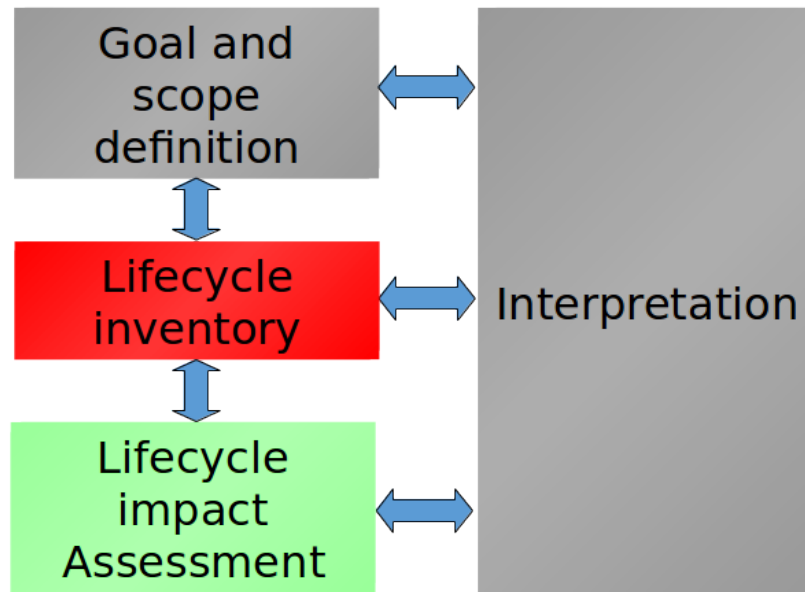 Goal and
scope
definition
Lifecycle
inventory
Interpretation
Lifecycle
impact
Assessment